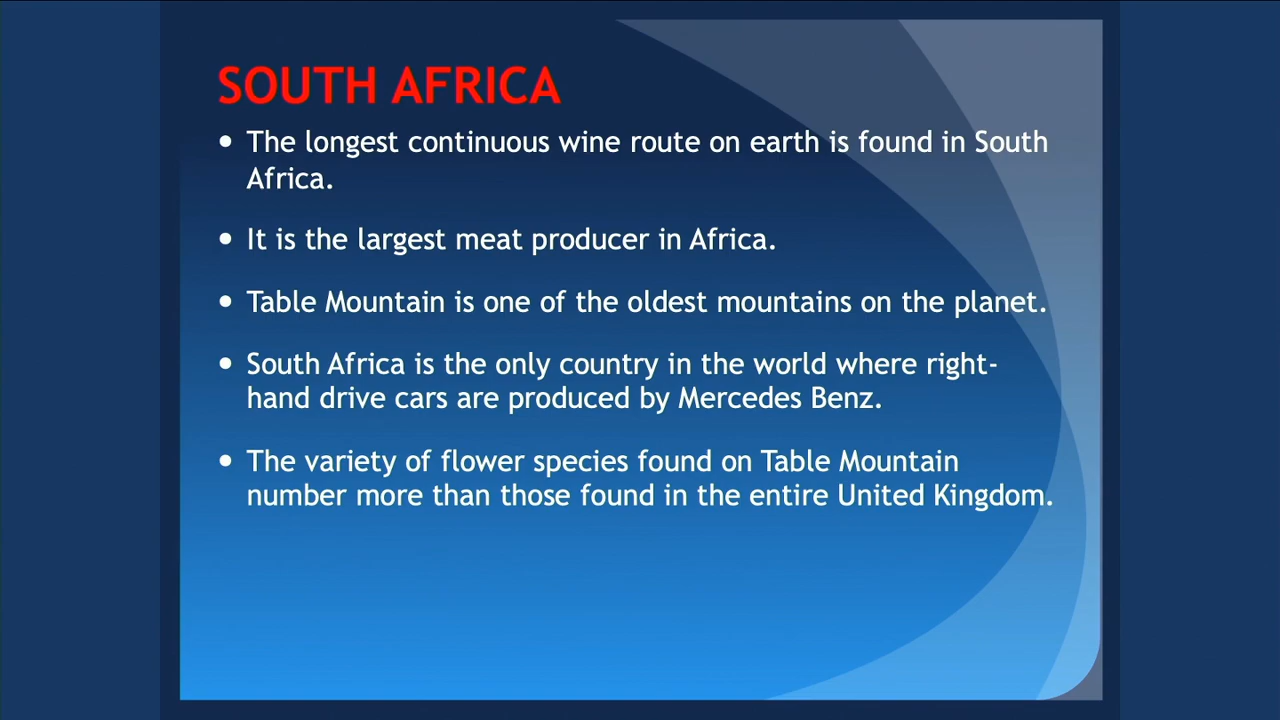 SOUTH AFRICA
• The longest continuous wine route on earth is found in South
Africa.
• It is the largest meat producer in Africa.
• Table Mountain is one of the oldest mountains on the planet.
• South Africa is the only country in the world where right-
hand drive cars are produced by Mercedes Benz.
• The variety of flower species found on Table Mountain
number more than those found in the entire United Kingdom.